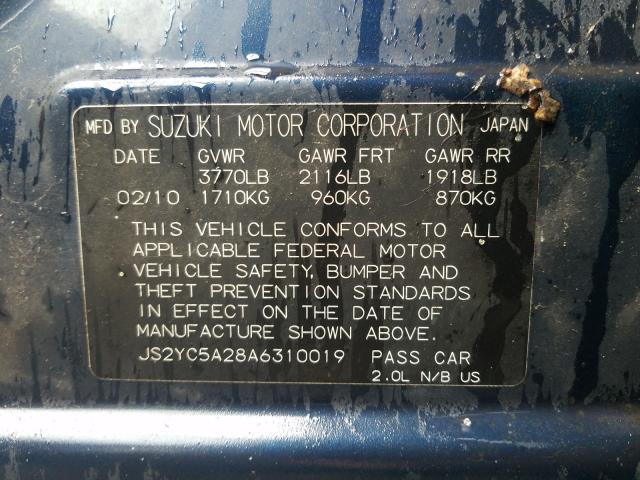 MFD BY SUZUKI MOTOR CORPORATION JAPAN
DATE GVWR GAWR FRT GAWR RR
3770LB 2116LB 1918LB
02/10 1710KG 960KG 870KG
THIS VEHICLE CONFORMS TO ALL
APPLICABLE FEDERAL MOTOR
VEHICLE SAFETY, BUMPER AND
THEFT PREVENTION STANDARDS
IN EFFECT ON THE DATE OF
MANUFACTURE SHOWN ABOVE.
JS2YC5A28A6310019 PASS CAR
2.0L N/B US